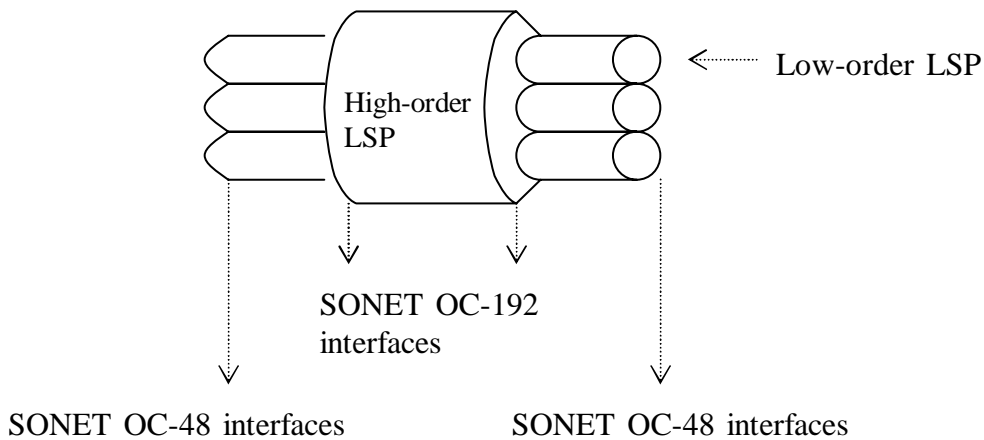 Low-order LSP
High-order
LSP
SONET OC-192
interfaces
SONET OC-48 interfaces
SONET OC-48 interfaces